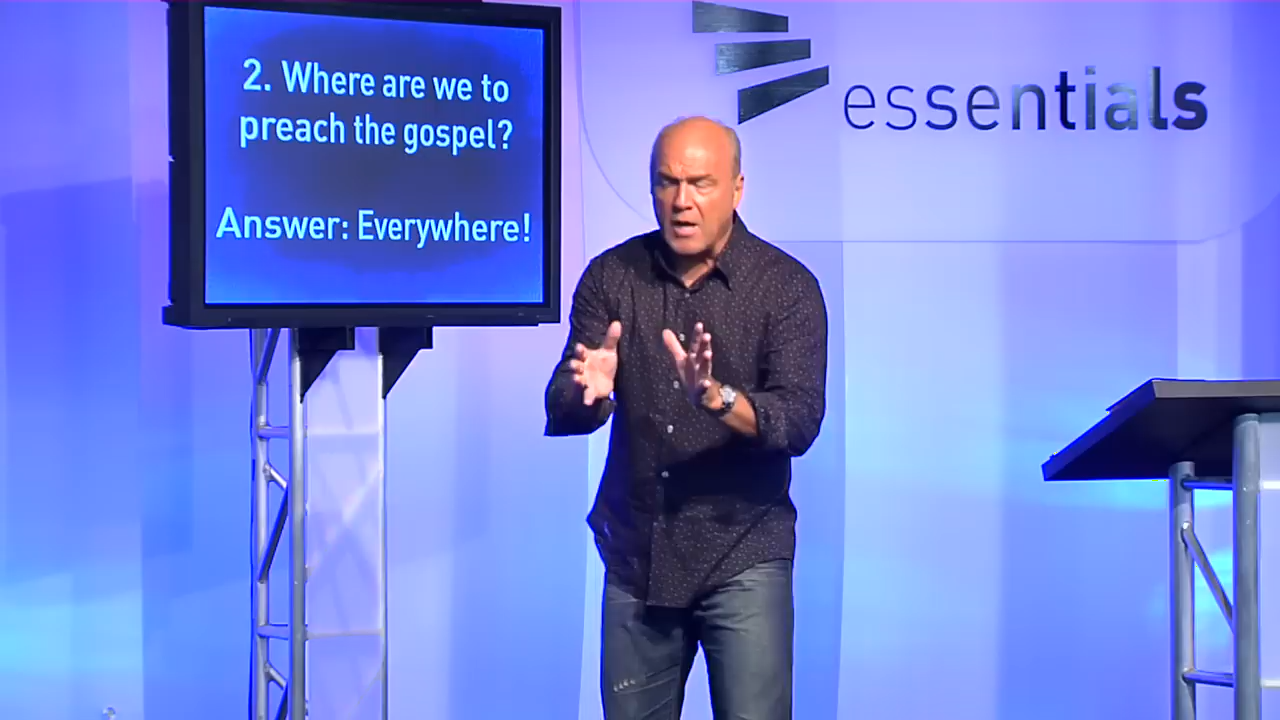 2. Where are we to
preach the gospel?
Answer: Everywhere!
essentials